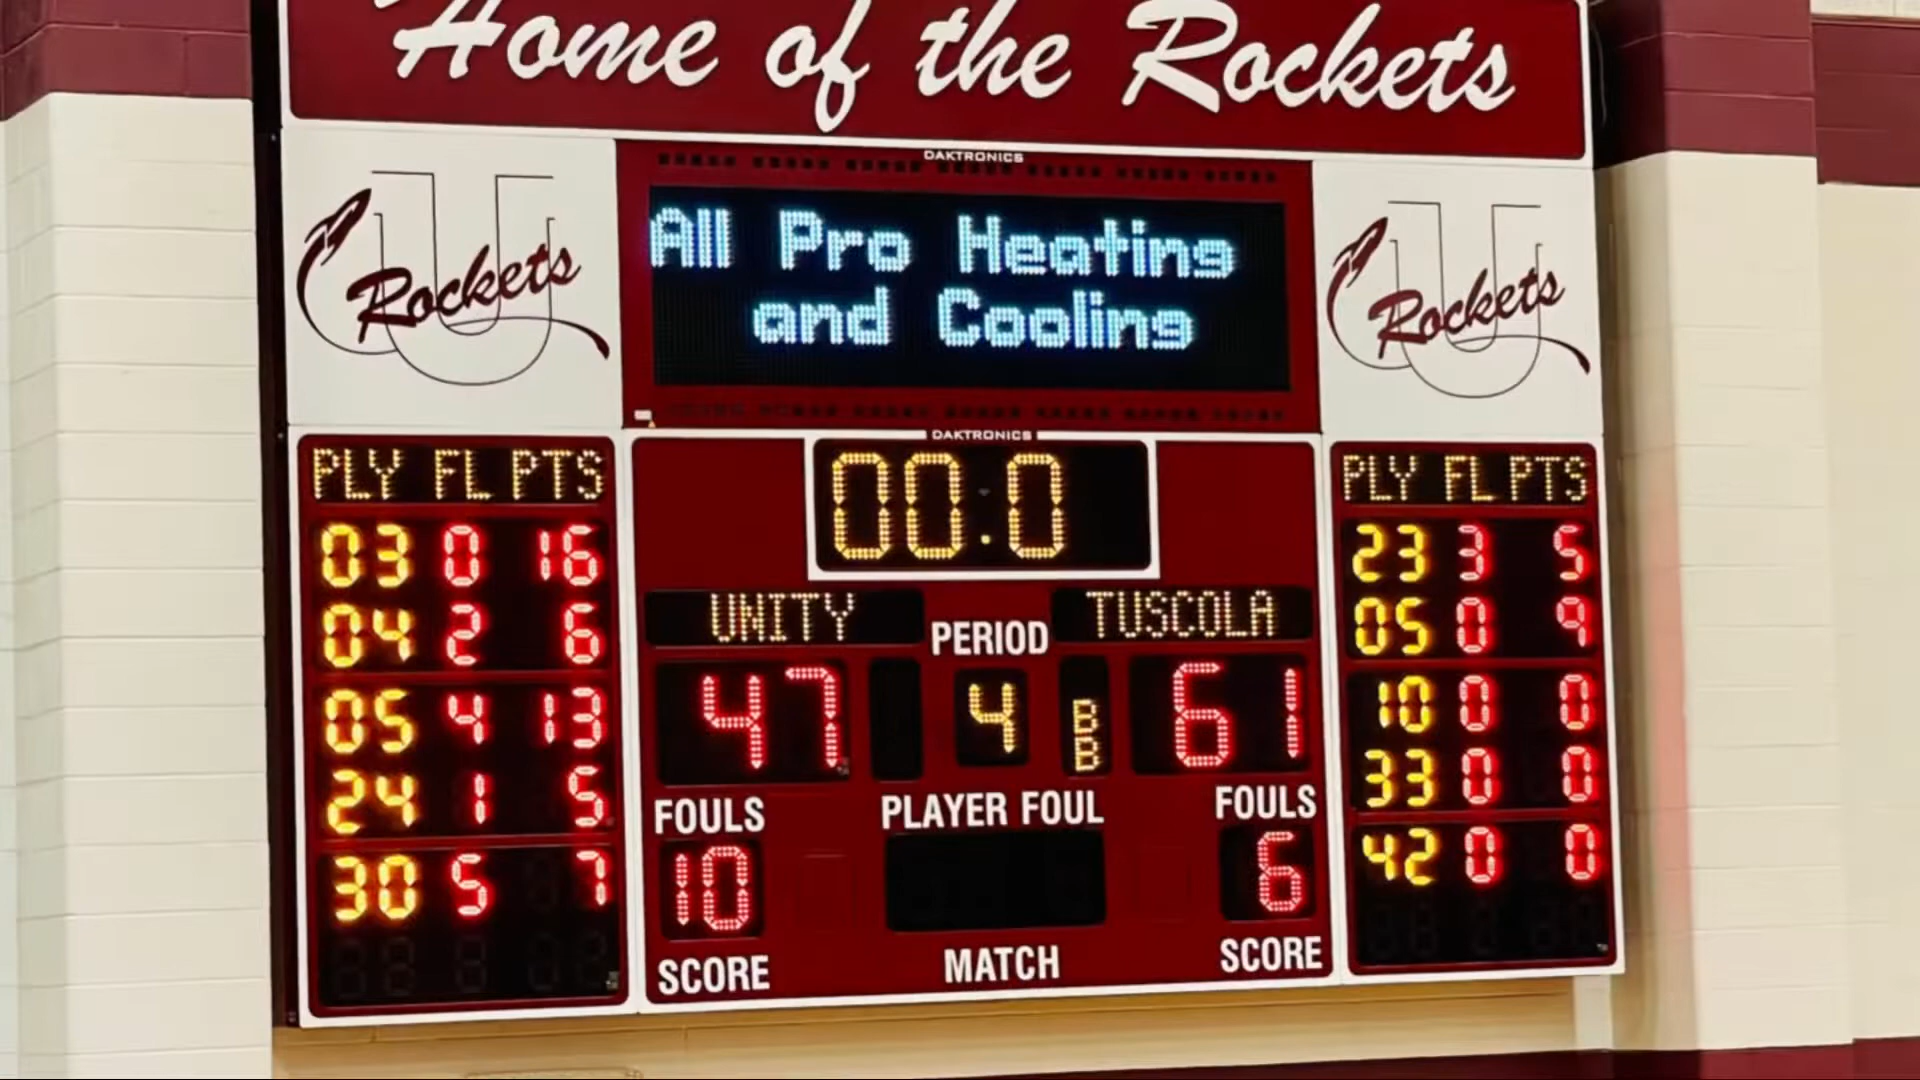 Home of the Rockets
DAKTRONICS
U Rockets
All Pro Heating
and Cooling
U Rockets
DAKTRONICS
PLY FL PTS
03 0 16
04 2 6
05 4 13
24 1 5
30 5 7
00.0
UNITY
PERIOD
TUSCOLA
47
4
B
B
61
FOULS
PLAYER FOUL
FOULS
10
6
SCORE
MATCH
SCORE
PLY FL PTS
23 3 5
05 0 9
10 0 0
33 0 0
42 0 0